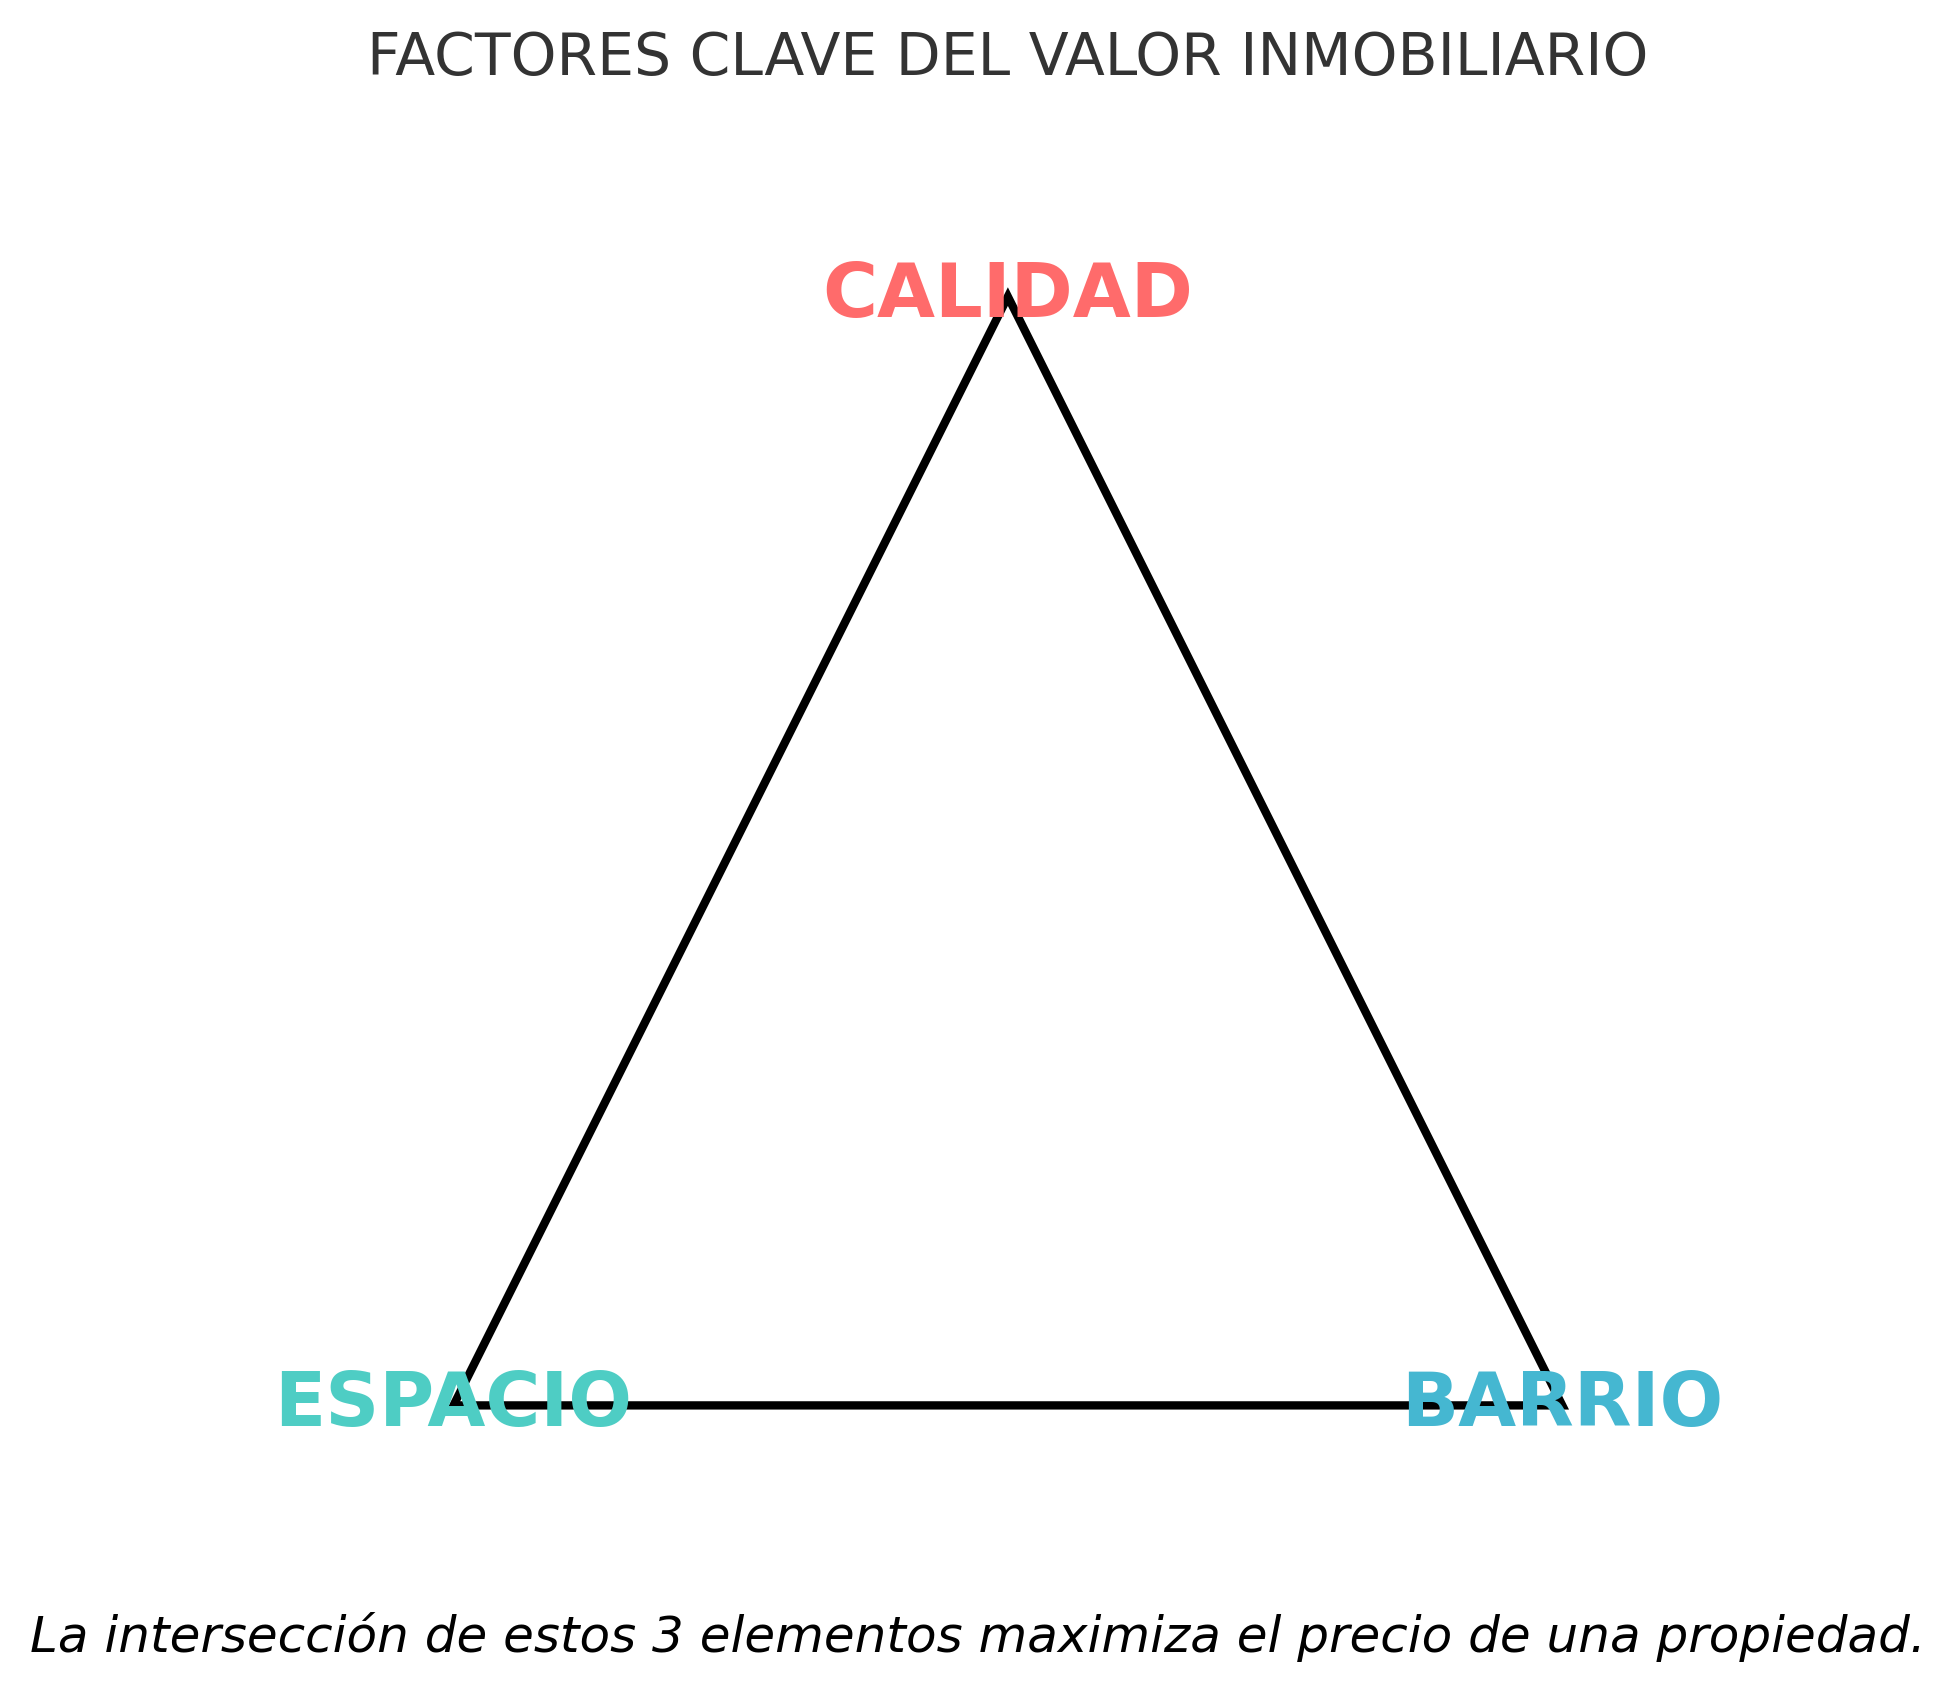 FACTORES CLAVE DEL VALOR INMOBILIARIO
CALIDAD
ESPACIO
BARRIO
La intersección de estos 3 elementos maximiza el precio de una propiedad.